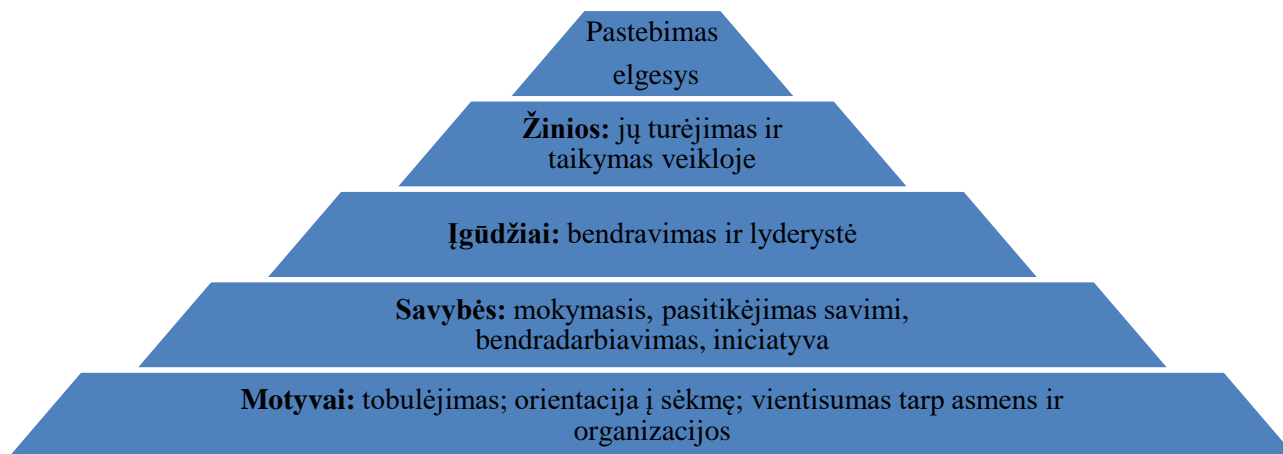 Pastebimas
elgesys
Žinios: jų turėjimas ir
taikymas veikloje
Įgūdžiai: bendravimas ir lyderystė
Savybės: mokymasis, pasitikėjimas savimi,
bendradarbiavimas, iniciatyva
Motyvai: tobulėjimas; orientacija į sėkmę; vientisumas tarp asmens ir
organizacijos